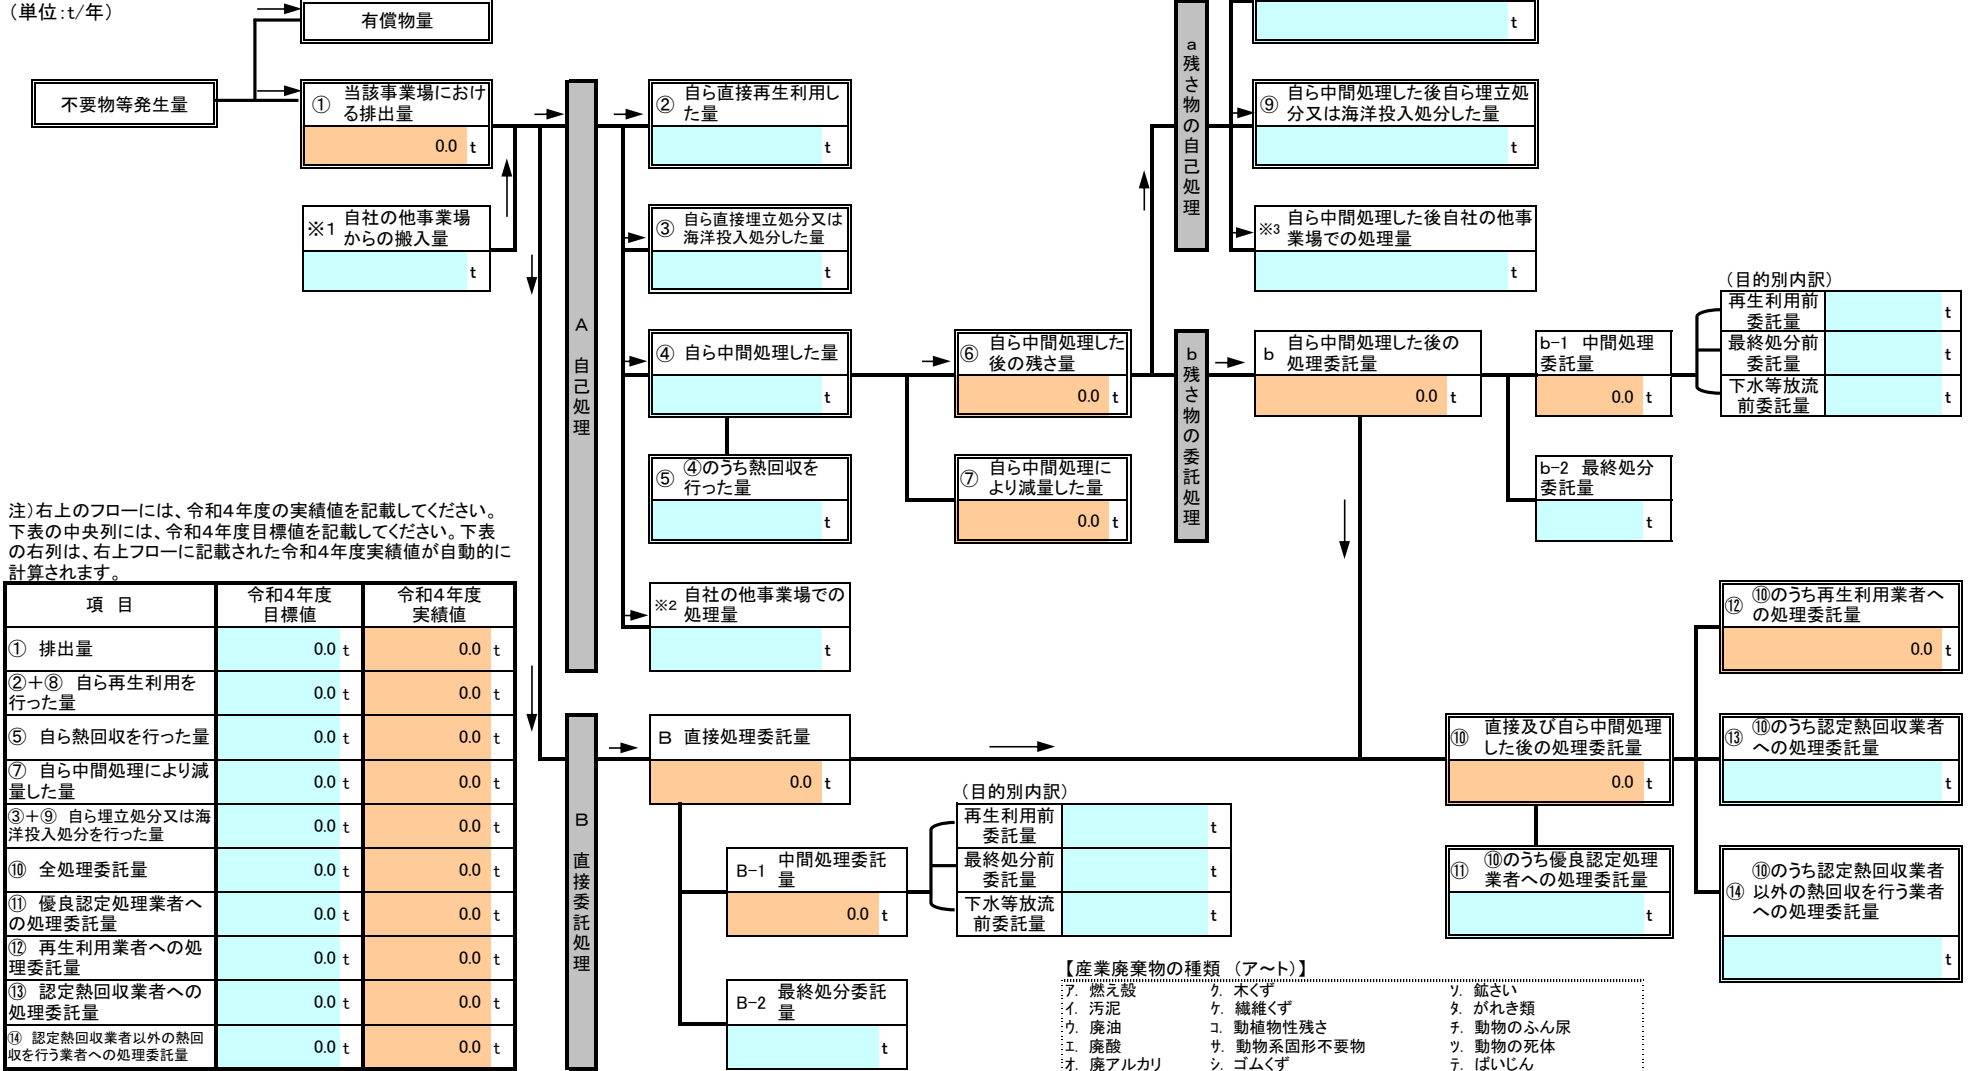 （単位：t/年）
有償物量
不要物等発生量
① 当該事業場におけ
る排出量
0.0 t
※1 自社の他事業場
からの搬入量
t
A 自己処理
② 自ら直接再生利用し
た量
t
③ 自ら直接埋立処分又は
海洋投入処分した量
t
④ 自ら中間処理した量
t
⑤ ④のうち熱回収を
行った量
t
※2 自社の他事業場での
処理量
t
⑥ 自ら中間処理した
後の残さ量
0.0 t
⑦ 自ら中間処理に
より減量した量
0.0 t
a 残さ物の自己処理
t
⑨ 自ら中間処理した後自ら埋立処
分又は海洋投入処分した量
t
※3 自ら中間処理した後自社の他事
業場での処理量
t
b 残さ物の委託処理
b 自ら中間処理した後の
処理委託量
0.0 t
b-1 中間処理
委託量
0.0 t
b-2 最終処分
委託量
t
（目的別内訳）
再生利用前
委託量
t
最終処分前
委託量
t
下水等放流
前委託量
t
注）右上のフローには、令和4年度の実績値を記載してください。
下表の中央列には、令和4年度目標値を記載してください。下表
の右列は、右上フローに記載された令和4年度実績値が自動的に
計算されます。
項 目 令和4年度
目標値 令和4年度
実績値
① 排出量 0.0 t 0.0 t
②＋⑧ 自ら再生利用を
行った量 0.0 t 0.0 t
⑤ 自ら熱回収を行った量 0.0 t 0.0 t
⑦ 自ら中間処理により減
量した量 0.0 t 0.0 t
③＋⑨ 自ら埋立処分又は海
洋投入処分を行った量 0.0 t 0.0 t
⑩ 全処理委託量 0.0 t 0.0 t
⑪ 優良認定処理業者へ
の処理委託量 0.0 t 0.0 t
⑫ 再生利用業者への処
理委託量 0.0 t 0.0 t
⑬ 認定熱回収業者への
処理委託量 0.0 t 0.0 t
⑭ 認定熱回収業者以外の熱回
収を行う業者への処理委託量 0.0 t 0.0 t
B 直接委託処理
B 直接処理委託量
0.0 t
B-1 中間処理委託
量
0.0 t
B-2 最終処分委託
量
t
（目的別内訳）
再生利用前
委託量
t
最終処分前
委託量
t
下水等放流
前委託量
t
⑩ 直接及び自ら中間処理
した後の処理委託量
0.0 t
⑪ ⑩のうち優良認定処理
業者への処理委託量
t
⑫ ⑩のうち再生利用業者へ
の処理委託量
0.0 t
⑬ ⑩のうち認定熱回収業者
への処理委託量
t
⑭ ⑩のうち認定熱回収業者
以外の熱回収を行う業者
への処理委託量
t
【産業廃棄物の種類 （ア～ト）】
ア. 燃え殻 ク. 木くず ソ. 鉱さい
イ. 汚泥 ケ. 繊維くず タ. がれき類
ウ. 廃油 コ. 動植物性残さ チ. 動物のふん尿
エ. 廃酸 サ. 動物系固形不要物 ツ. 動物の死体
オ. 廃アルカリ シ. ゴムくず テ. ばいじん